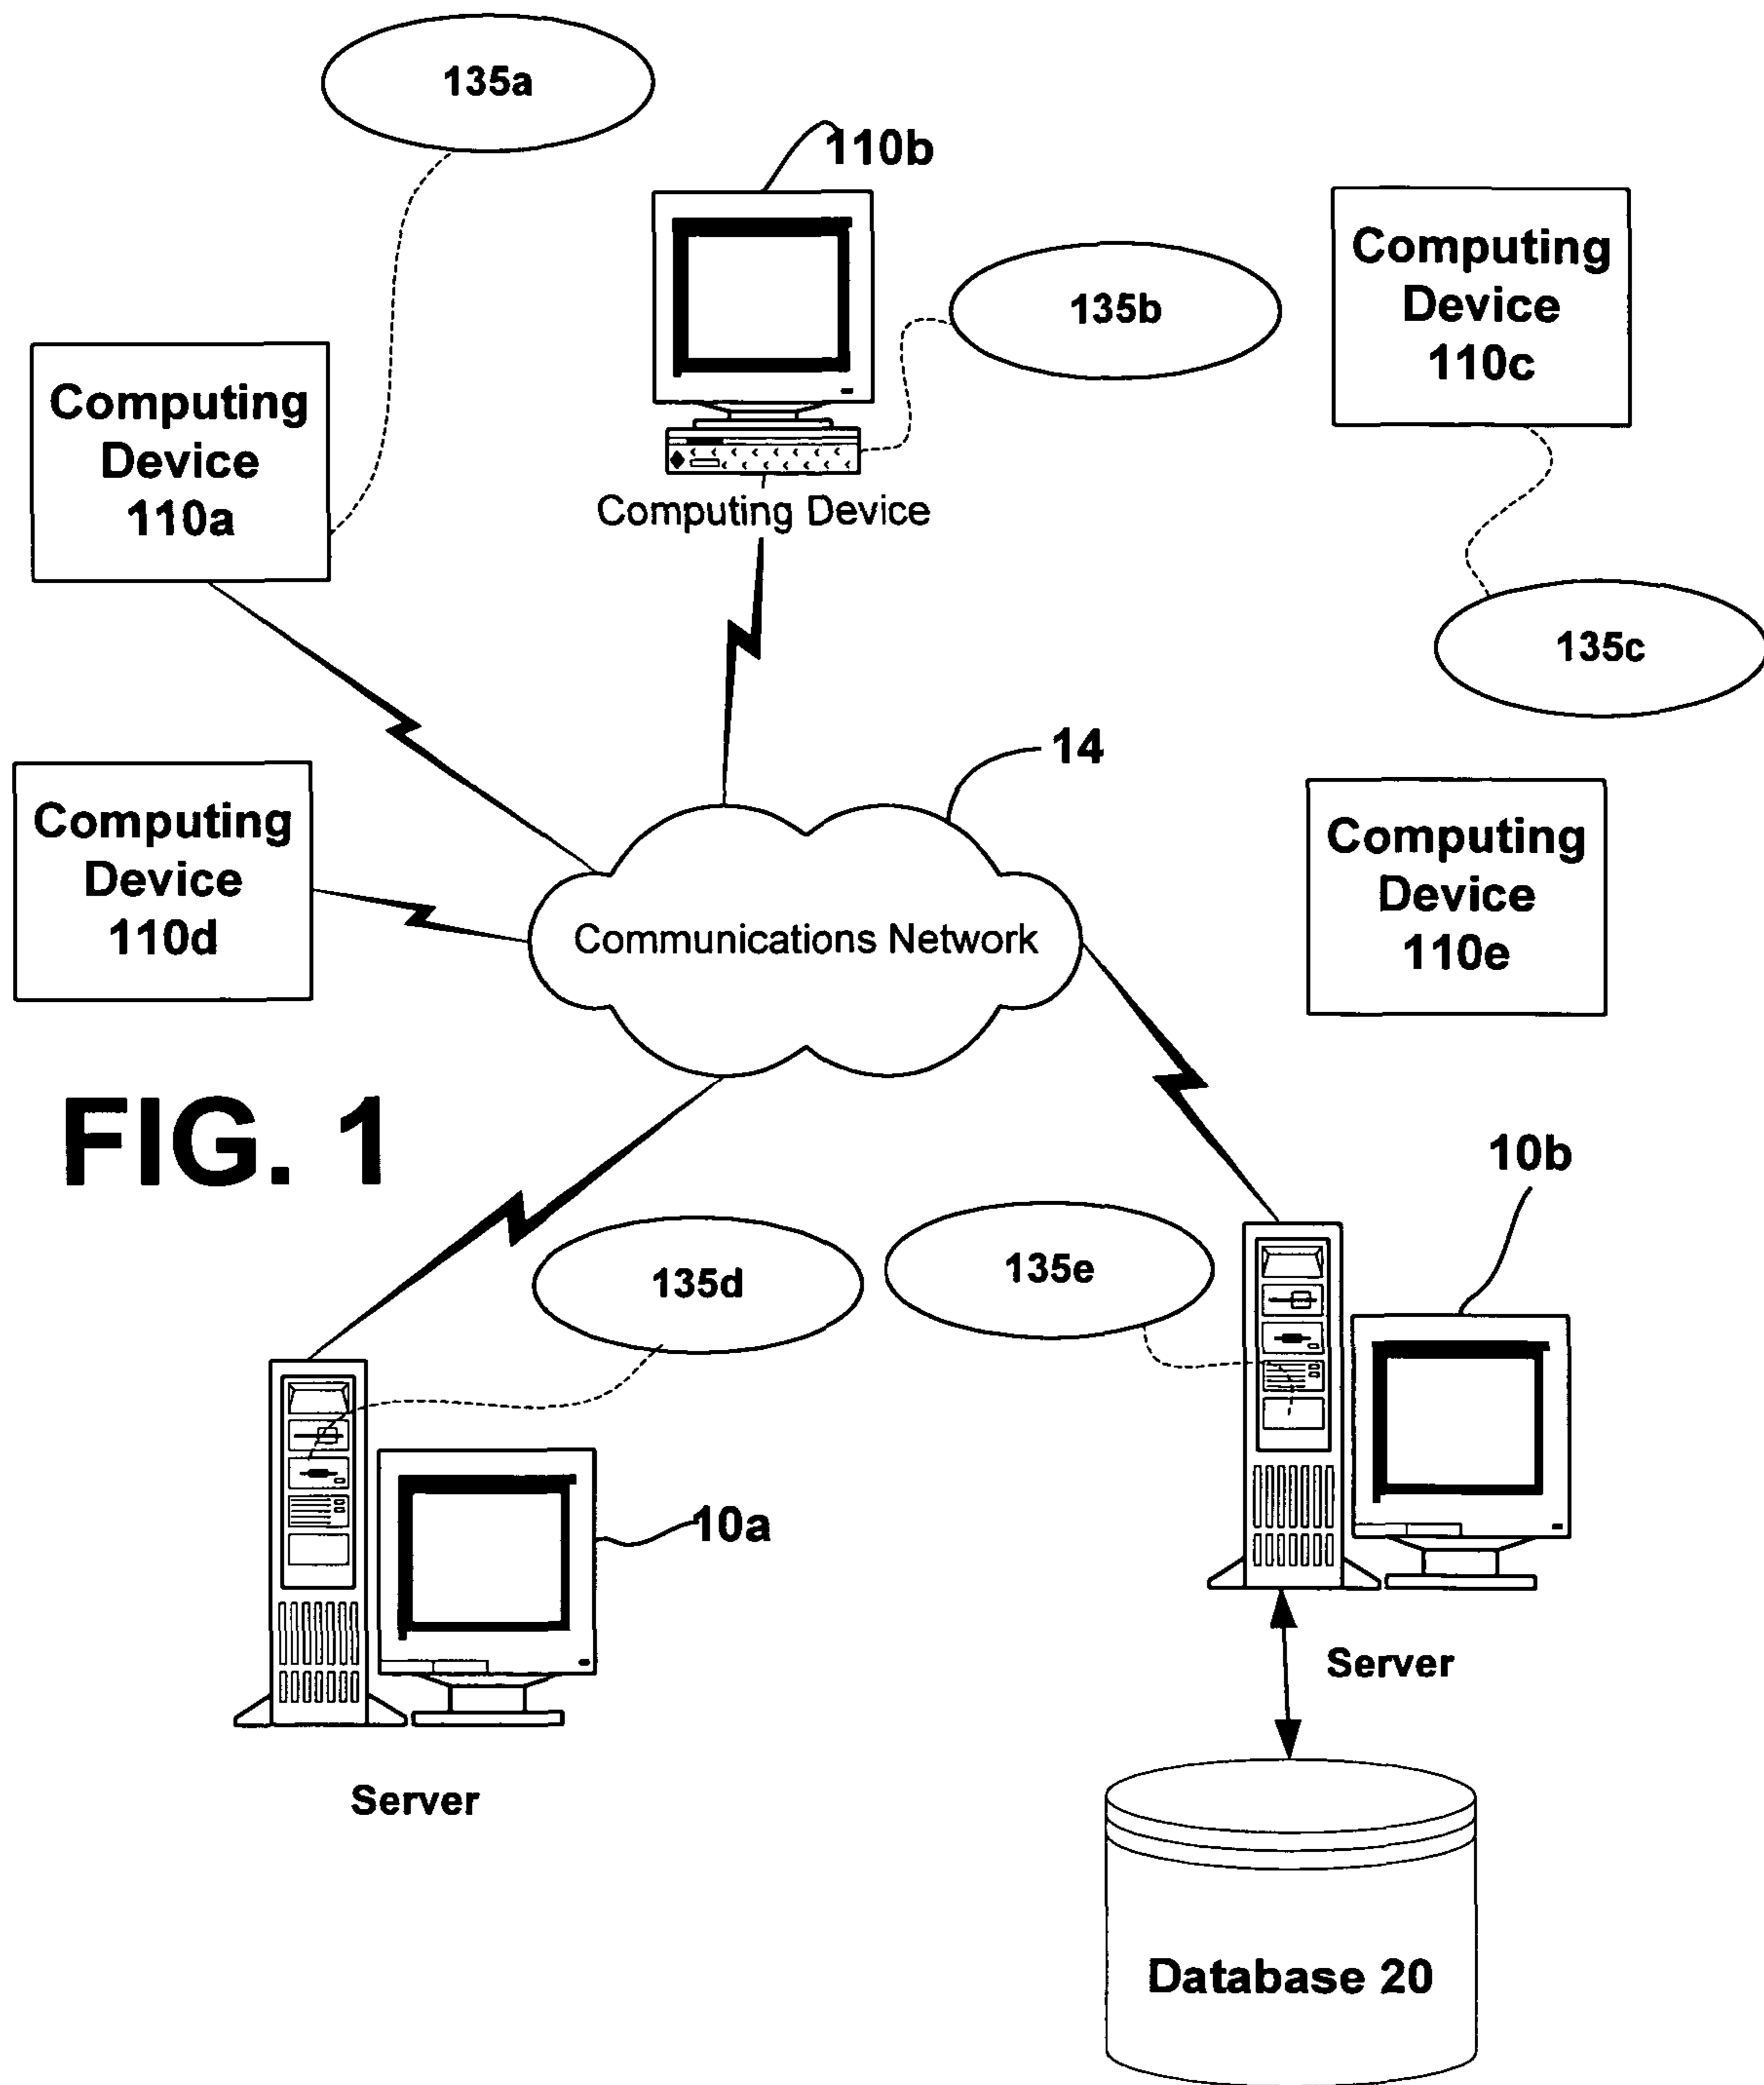 135a
110b
Computing
Device
110c
135b
Computing
Device
110a
Computing Device
135c
14
Computing
Device
110d
Computing
Device
110e
Communications Network
FIG. 1
10b
135d
135e
10a
Server
Server
Database 20